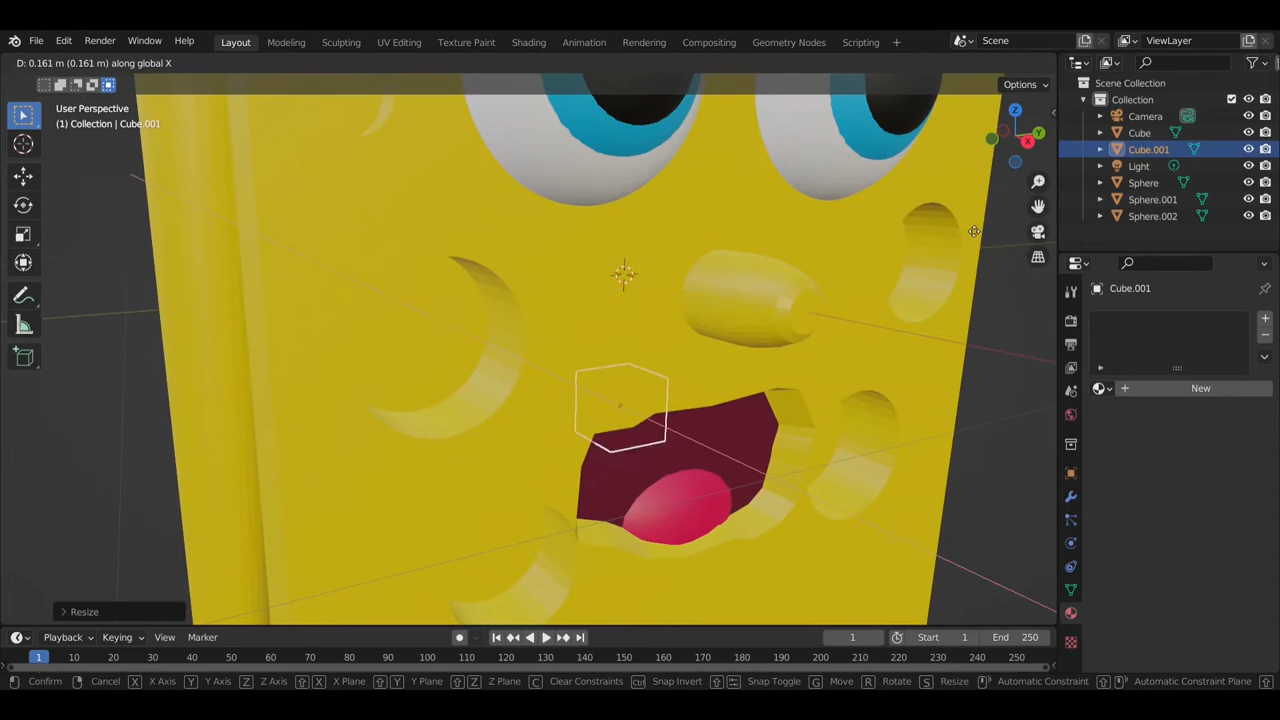 File Edit Render Window Help Layout Modeling Sculpting UV Editing Texture Paint Shading Animation Rendering Compositing Geometry Nodes Scripting + Scene ViewLayer
D: 0.161 m (0.161 m) along global X
Options
User Perspective
(1) Collection | Cube.001
Z
Y
X
Scene Collection
Collection
Camera
Cube
Cube.001
Light
Sphere
Sphere.001
Sphere.002
Cube.001
+
−
+ New
> Resize
Playback Keying View Marker 1 Start 1 End 250
1 10 20 30 40 50 60 70 80 90 100 110 120 130 140 150 160 170 180 190 200 210 220 230 240 250
Confirm Cancel X X Axis Y Y Axis Z Z Axis X X Plane Y Y Plane Z Z Plane C Clear Constraints Ctrl Snap Invert Snap Toggle G Move R Rotate S Resize Automatic Constraint Automatic Constraint Plane